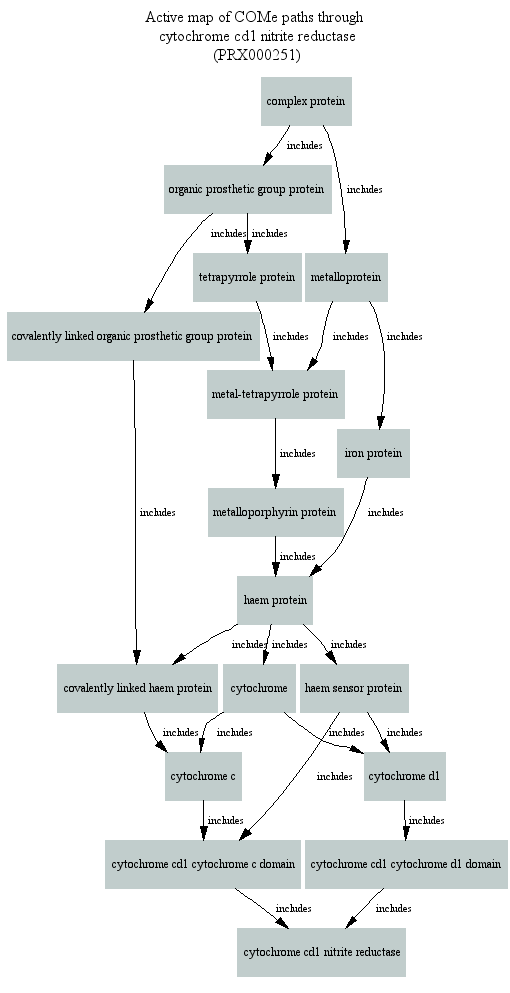 Active map of COMe paths through
cytochrome cd1 nitrite reductase
(PRX000251)
complex protein
includes
organic prosthetic group protein
includes
includes
includes
tetrapyrrole protein
metalloprotein
covalently linked organic prosthetic group protein
includes
includes
includes
metal-tetrapyrrole protein
iron protein
includes
metalloporphyrin protein
includes
includes
includes
haem protein
includes
includes
includes
covalently linked haem protein
cytochrome
haem sensor protein
includes
includes
includes
includes
cytochrome c
includes
cytochrome d1
includes
includes
cytochrome cd1 cytochrome c domain
cytochrome cd1 cytochrome d1 domain
includes
includes
cytochrome cd1 nitrite reductase